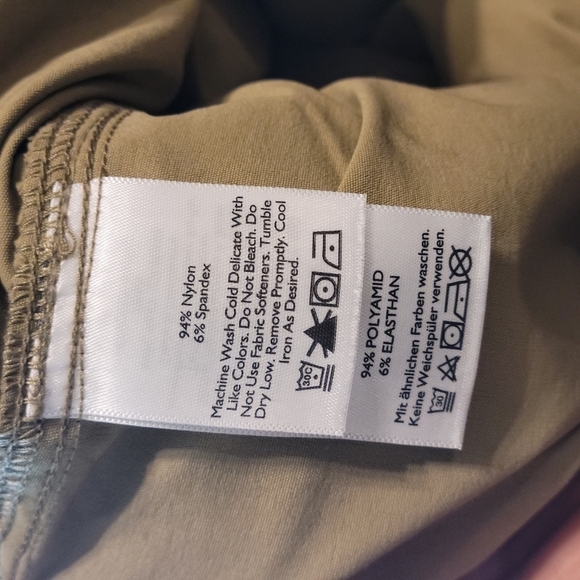 94% Nylon
6% Spandex
Machine Wash Cold Delicate With
Like Colors. Do Not Bleach. Do
Not Use Fabric Softeners. Tumble
Dry Low. Remove Promptly. Cool
Iron As Desired.
30C
94% POLYAMID
6% ELASTHAN
Mit ähnlichen Farben waschen.
Keine Weichspüler verwenden.
30